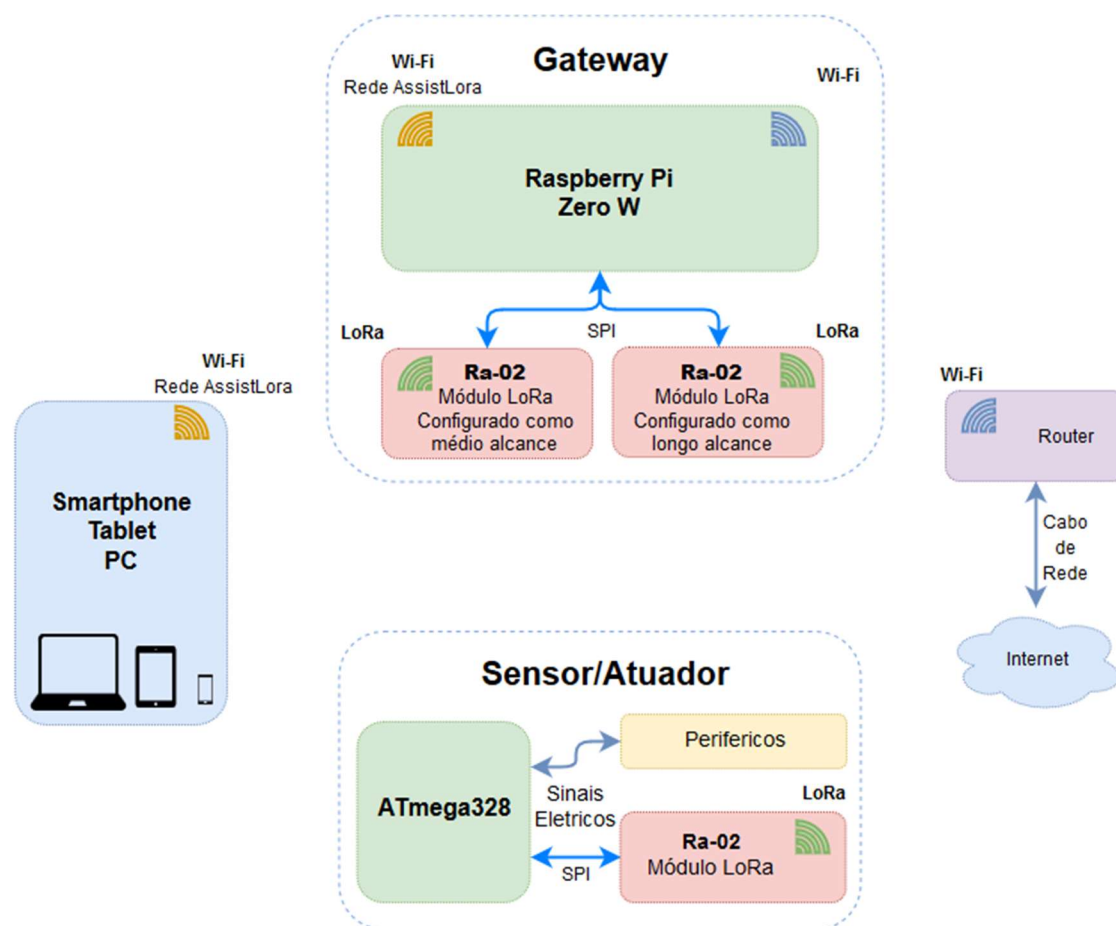 Gateway
Wi-Fi
Rede AssistLora
Wi-Fi
Raspberry Pi
Zero W
SPI
LoRa
Ra-02
Módulo LoRa
Configurado como
médio alcance
LoRa
Ra-02
Módulo LoRa
Configurado como
longo alcance
Wi-Fi
Rede AssistLora
Smartphone
Tablet
PC
Wi-Fi
Router
Cabo
de
Rede
Internet
Sensor/Atuador
ATmega328
Sinais
Eletricos
Perifericos
SPI
LoRa
Ra-02
Módulo LoRa